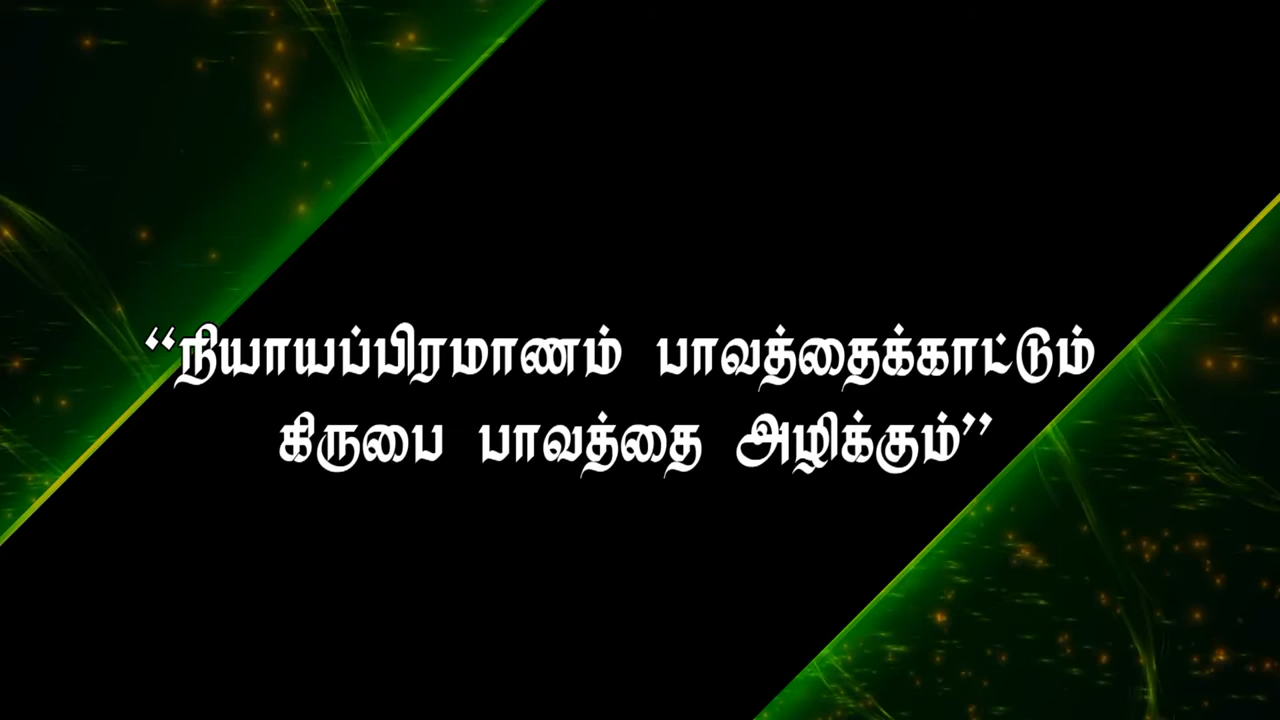 “நியாயப்பிரமாணம் பாவத்தைக்காட்டும்
கிருபை பாவத்தை அழிக்கும்”